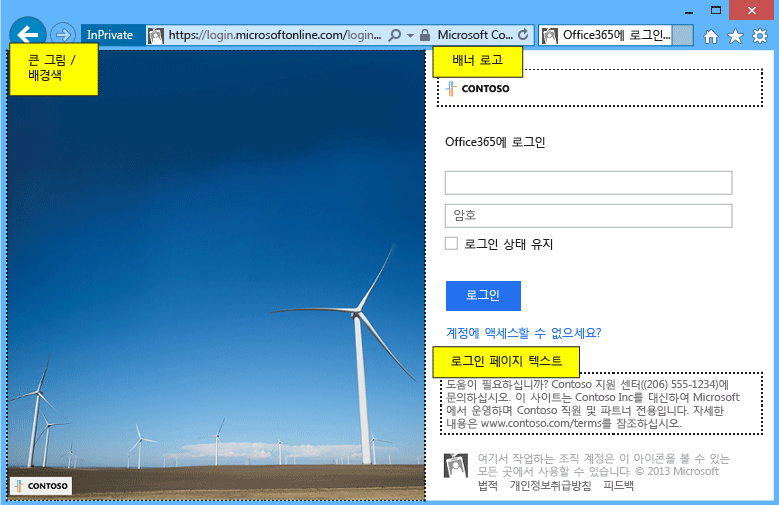 InPrivate
https://login.microsoftonline.com/login...
Microsoft Co...
Office365에 로그인...
큰 그림 /
배경색
배너 로고
CONTOSO
Office365에 로그인
암호
로그인 상태 유지
로그인
계정에 액세스할 수 없으세요?
로그인 페이지 텍스트
도움이 필요하십니까? Contoso 지원 센터((206) 555-1234)에
문의하십시오. 이 사이트는 Contoso Inc를 대신하여 Microsoft
에서 운영하며 Contoso 직원 및 파트너 전용입니다. 자세한
내용은 www.contoso.com/terms를 참조하십시오.
여기서 작업하는 조직 계정은 이 아이콘을 볼 수 있는
모든 곳에서 사용할 수 있습니다. © 2013 Microsoft
법적 개인정보취급방침 피드백
CONTOSO